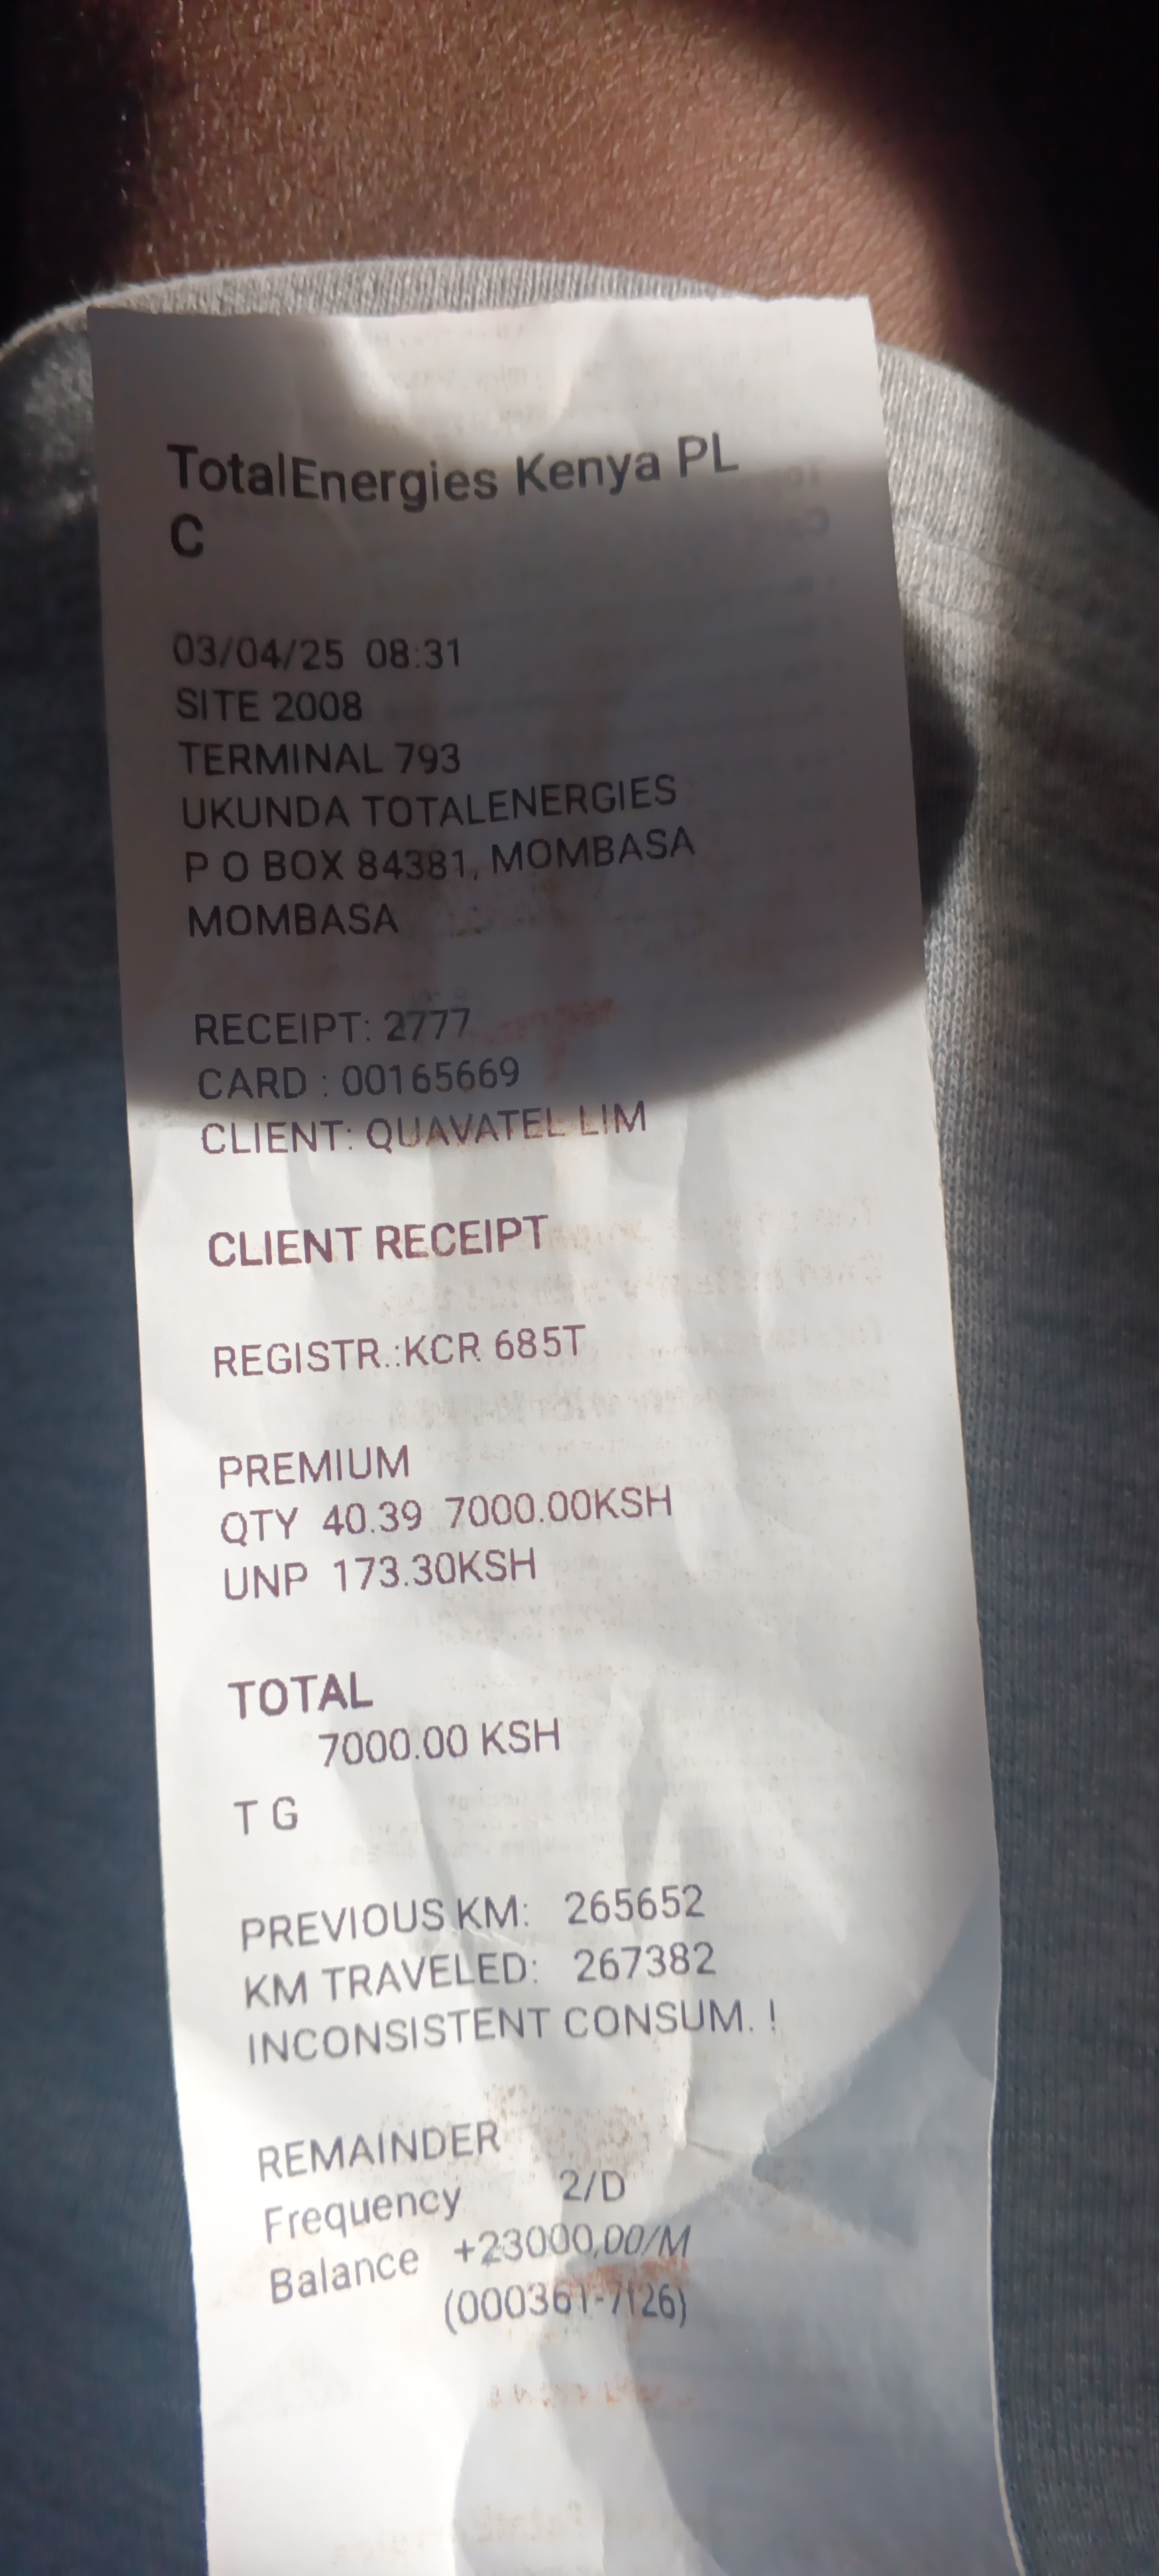 TotalEnergies Kenya PL
C
03/04/25 08:31
SITE 2008
TERMINAL 793
UKUNDA TOTALENERGIES
P O BOX 84381, MOMBASA
MOMBASA
RECEIPT: 2777
CARD : 00165669
CLIENT: QUAVATEL LIM
CLIENT RECEIPT
REGISTR.:KCR 685T
PREMIUM
QTY 40.39 7000.00KSH
UNP 173.30KSH
TOTAL
7000.00 KSH
T G
PREVIOUS KM: 265652
KM TRAVELED: 267382
INCONSISTENT CONSUM. !
REMAINDER
Frequency 2/D
Balance +23000,00/M
(000361-7126)